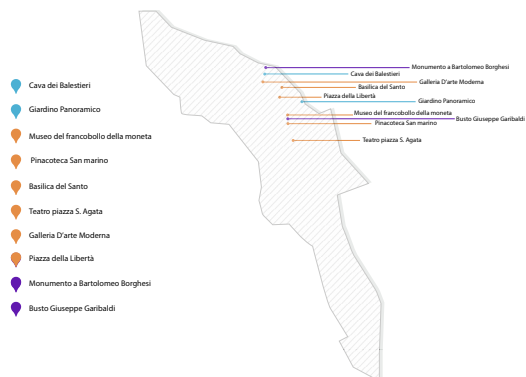 Cava dei Balestieri
Giardino Panoramico
Museo del francobollo della moneta
Pinacoteca San marino
Basilica del Santo
Teatro piazza S. Agata
Galleria D'arte Moderna
Piazza della Libertà
Monumento a Bartolomeo Borghesi
Busto Giuseppe Garibaldi
Monumento a Bartolomeo Borghesi
Cava dei Balestieri
Galleria D'arte Moderna
Basilica del Santo
Piazza della Libertà
Giardino Panoramico
Museo del francobollo della moneta
Busto Giuseppe Garibaldi
Pinacoteca San marino
Teatro piazza S. Agata